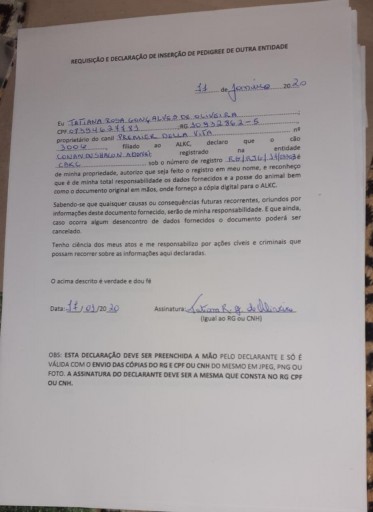 REQUISIÇÃO E DECLARAÇÃO DE INSERÇÃO DE PEDIGREE DE OUTRA ENTIDADE
11 de Janeiro 2020
Eu TATIANA ROSA GONÇALVES DE OLIVEIRA
CPF RG 30932962-5
proprietário do canil PREMIER DELLA VITA nº
3004, filiado ao ALKC, declaro que o cão
registrado na entidade
CBKC, sob o número de registro
de minha propriedade, autorizo que seja feito o registro em meu nome, e reconheço
que é de minha total responsabilidade os dados fornecidos e a posse do animal bem
como o documento original em mãos, onde forneço a cópia digital para o ALKC.
Sabendo-se que quaisquer causas ou consequências futuras recorrentes, oriundos por
informações deste documento fornecido, serão de minha responsabilidade. E que ainda,
caso ocorra algum desencontro de dados fornecidos o documento poderá ser
cancelado.
Tenho ciência dos meus atos e me responsabilizo por ações cíveis e criminais que
possam recorrer sobre as informações aqui declaradas.
O acima descrito é verdade e dou fé
Data: 11/01/2020 Assinatura: Tatiana R. G. de Oliveira
(Igual ao RG ou CNH)
OBS: ESTA DECLARAÇÃO DEVE SER PREENCHIDA A MÃO PELO DECLARANTE E SÓ É
VÁLIDA COM O ENVIO DAS CÓPIAS DO RG E CPF OU CNH DO MESMO EM JPEG, PNG OU
FOTO. A ASSINATURA DO DECLARANTE DEVE SER A MESMA QUE CONSTA NO RG CPF
OU CNH.